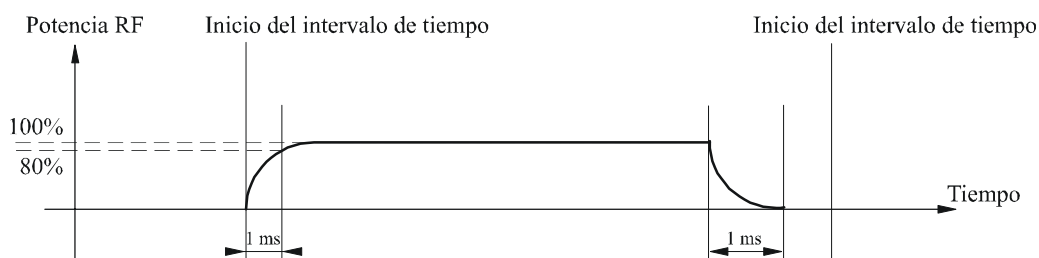 Potencia RF
Inicio del intervalo de tiempo
Inicio del intervalo de tiempo
100%
80%
Tiempo
1 ms
1 ms